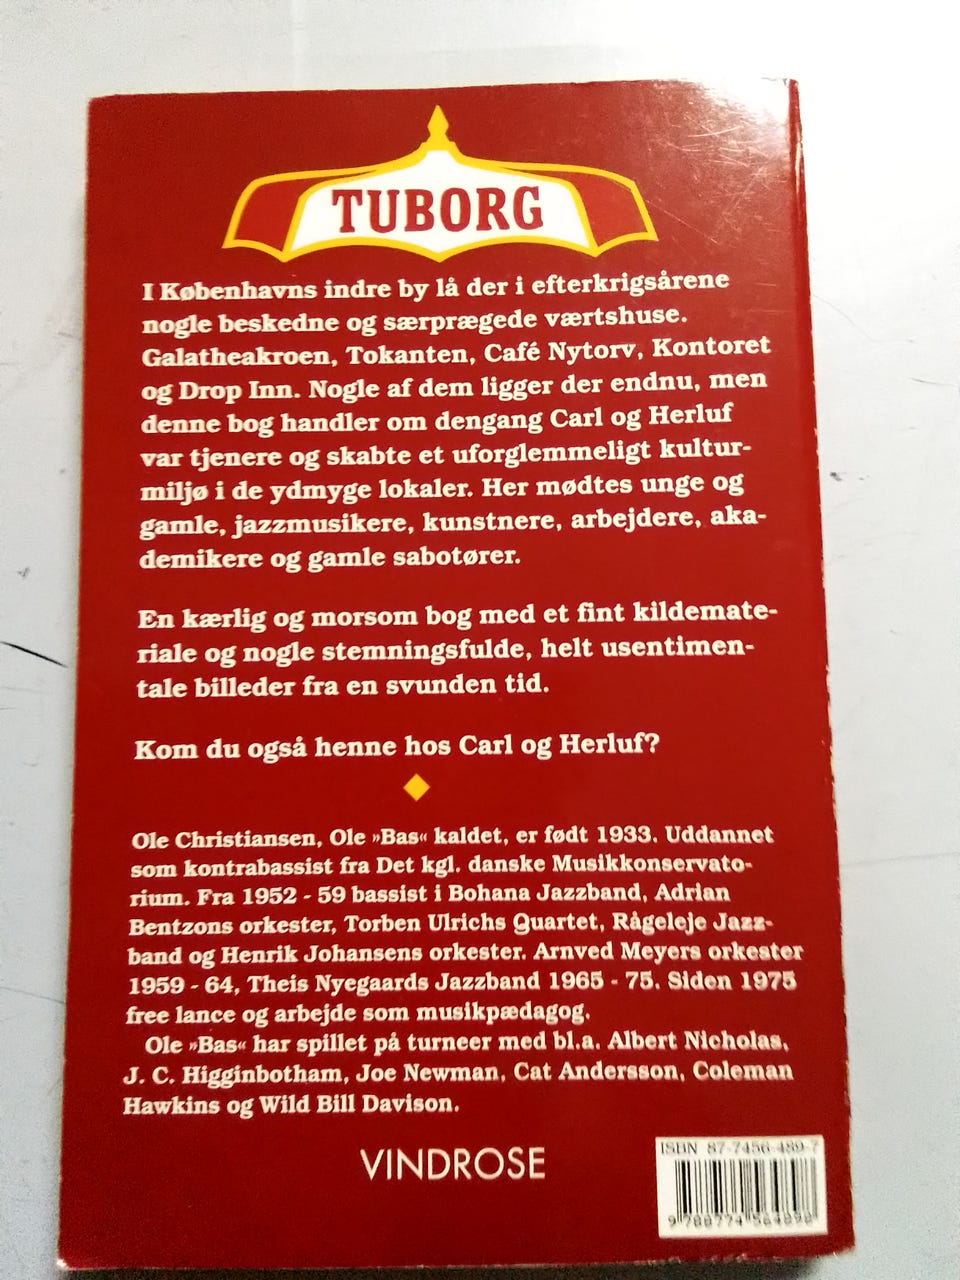 TUBORG
I Københavns indre by lå der i efterkrigsårene
nogle beskedne og særprægede værtshuse.
Galatheakroen, Tokanten, Café Nytorv, Kontoret
og Drop Inn. Nogle af dem ligger der endnu, men
denne bog handler om dengang Carl og Herluf
var tjenere og skabte et uforglemmeligt kultur-
miljø i de ydmyge lokaler. Her mødtes unge og
gamle, jazzmusikere, kunstnere, arbejdere, aka-
demikere og gamle sabotører.
En kærlig og morsom bog med et fint kildemate-
riale og nogle stemningsfulde, helt usentimen-
tale billeder fra en svunden tid.
Kom du også henne hos Carl og Herluf?
Ole Christiansen, Ole »Bas« kaldet, er født 1933. Uddannet
som kontrabassist fra Det kgl. danske Musikkonservato-
rium. Fra 1952 - 59 bassist i Bohana Jazzband, Adrian
Bentzons orkester, Torben Ulrichs Quartet, Rågeleje Jazz-
band og Henrik Johansens orkester. Arnved Meyers orkester
1959 - 64, Theis Nyegaards Jazzband 1965 - 75. Siden 1975
free lance og arbejde som musikpædagog.
Ole »Bas« har spillet på turneer med bl.a. Albert Nicholas,
J. C. Higginbotham, Joe Newman, Cat Andersson, Coleman
Hawkins og Wild Bill Davison.
VINDROSE
ISBN 87-7456-489-7
9 788774 564898